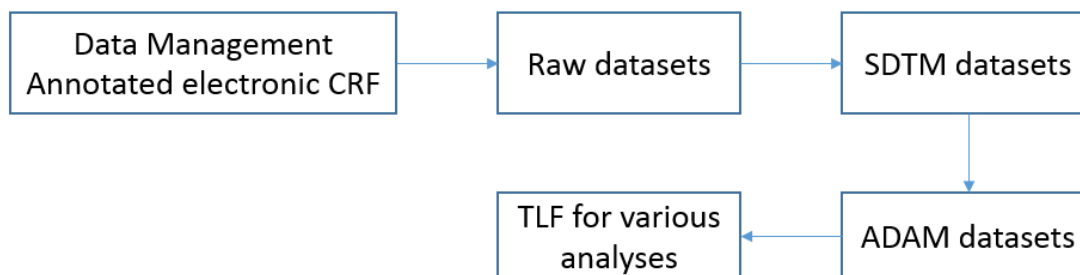 Data Management
Annotated electronic CRF
Raw datasets
SDTM datasets
ADAM datasets
TLF for various
analyses